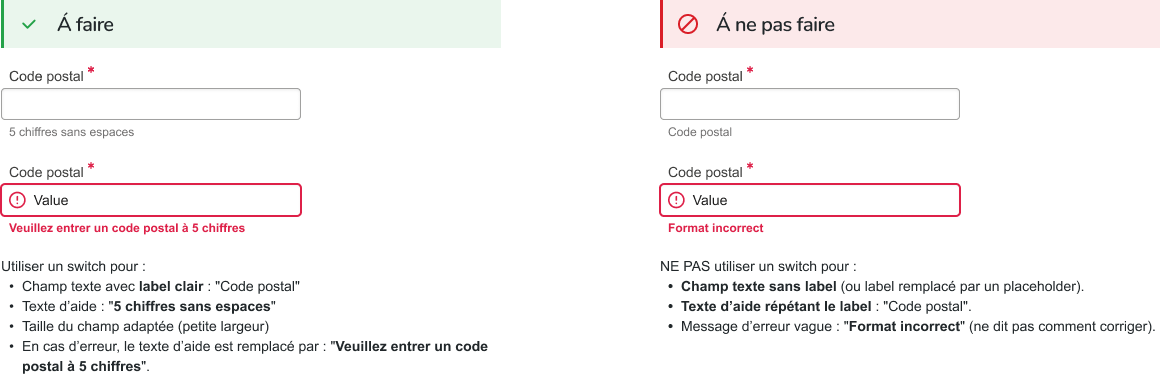 Á faire
Code postal *
5 chiffres sans espaces
Code postal *
Value
Veuillez entrer un code postal à 5 chiffres
Utiliser un switch pour :
• Champ texte avec label clair : "Code postal"
• Texte d'aide : "5 chiffres sans espaces"
• Taille du champ adaptée (petite largeur)
• En cas d'erreur, le texte d'aide est remplacé par : "Veuillez entrer un code
postal à 5 chiffres".
Á ne pas faire
Code postal *
Code postal
Code postal *
Value
Format incorrect
NE PAS utiliser un switch pour :
• Champ texte sans label (ou label remplacé par un placeholder).
• Texte d'aide répétant le label : "Code postal".
• Message d'erreur vague : "Format incorrect" (ne dit pas comment corriger).